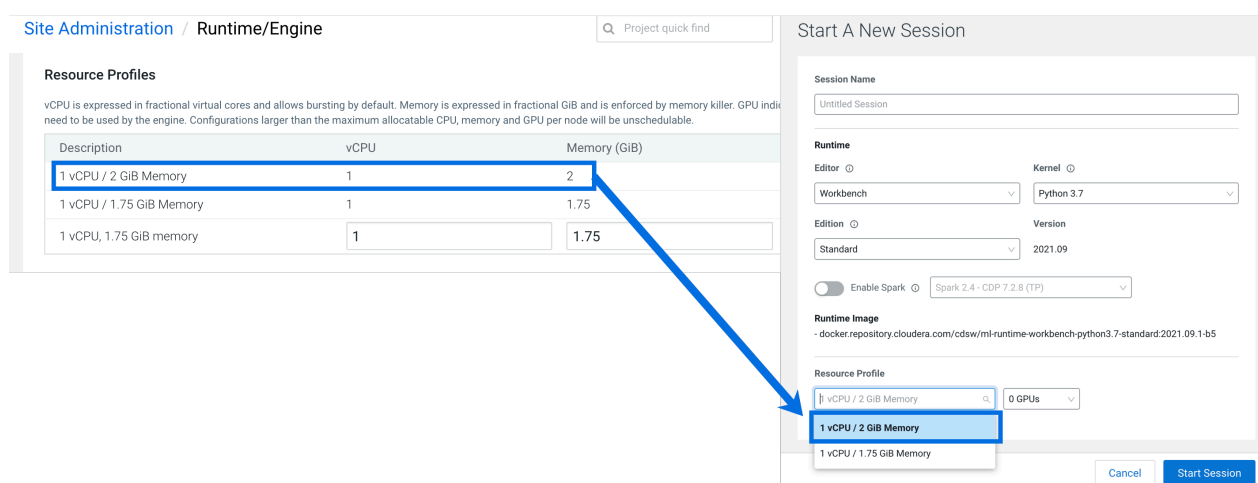 Site Administration / Runtime/Engine
Project quick find
Resource Profiles
vCPU is expressed in fractional virtual cores and allows bursting by default. Memory is expressed in fractional GiB and is enforced by memory killer. GPU
need to be used by the engine. Configurations larger than the maximum allocatable CPU, memory and GPU per node will be unschedulable.
Description vCPU Memory (GiB)
1 vCPU / 2 GiB Memory 1 2
1 vCPU / 1.75 GiB Memory 1 1.75
1 vCPU, 1.75 GiB memory 1 1.75
Start A New Session
Session Name
Untitled Session
Runtime
Editor Kernel
Workbench Python 3.7
Edition Version
Standard 2021.09
Enable Spark Spark 2.4 - CDP 7.2.8 (TP)
Runtime Image
- docker.repository.cloudera.com/cdsw/ml-runtime-workbench-python3.7-standard:2021.09.1-b5
Resource Profile
1 vCPU / 2 GiB Memory 0 GPUs
1 vCPU / 2 GiB Memory
1 vCPU / 1.75 GiB Memory
Cancel Start Session